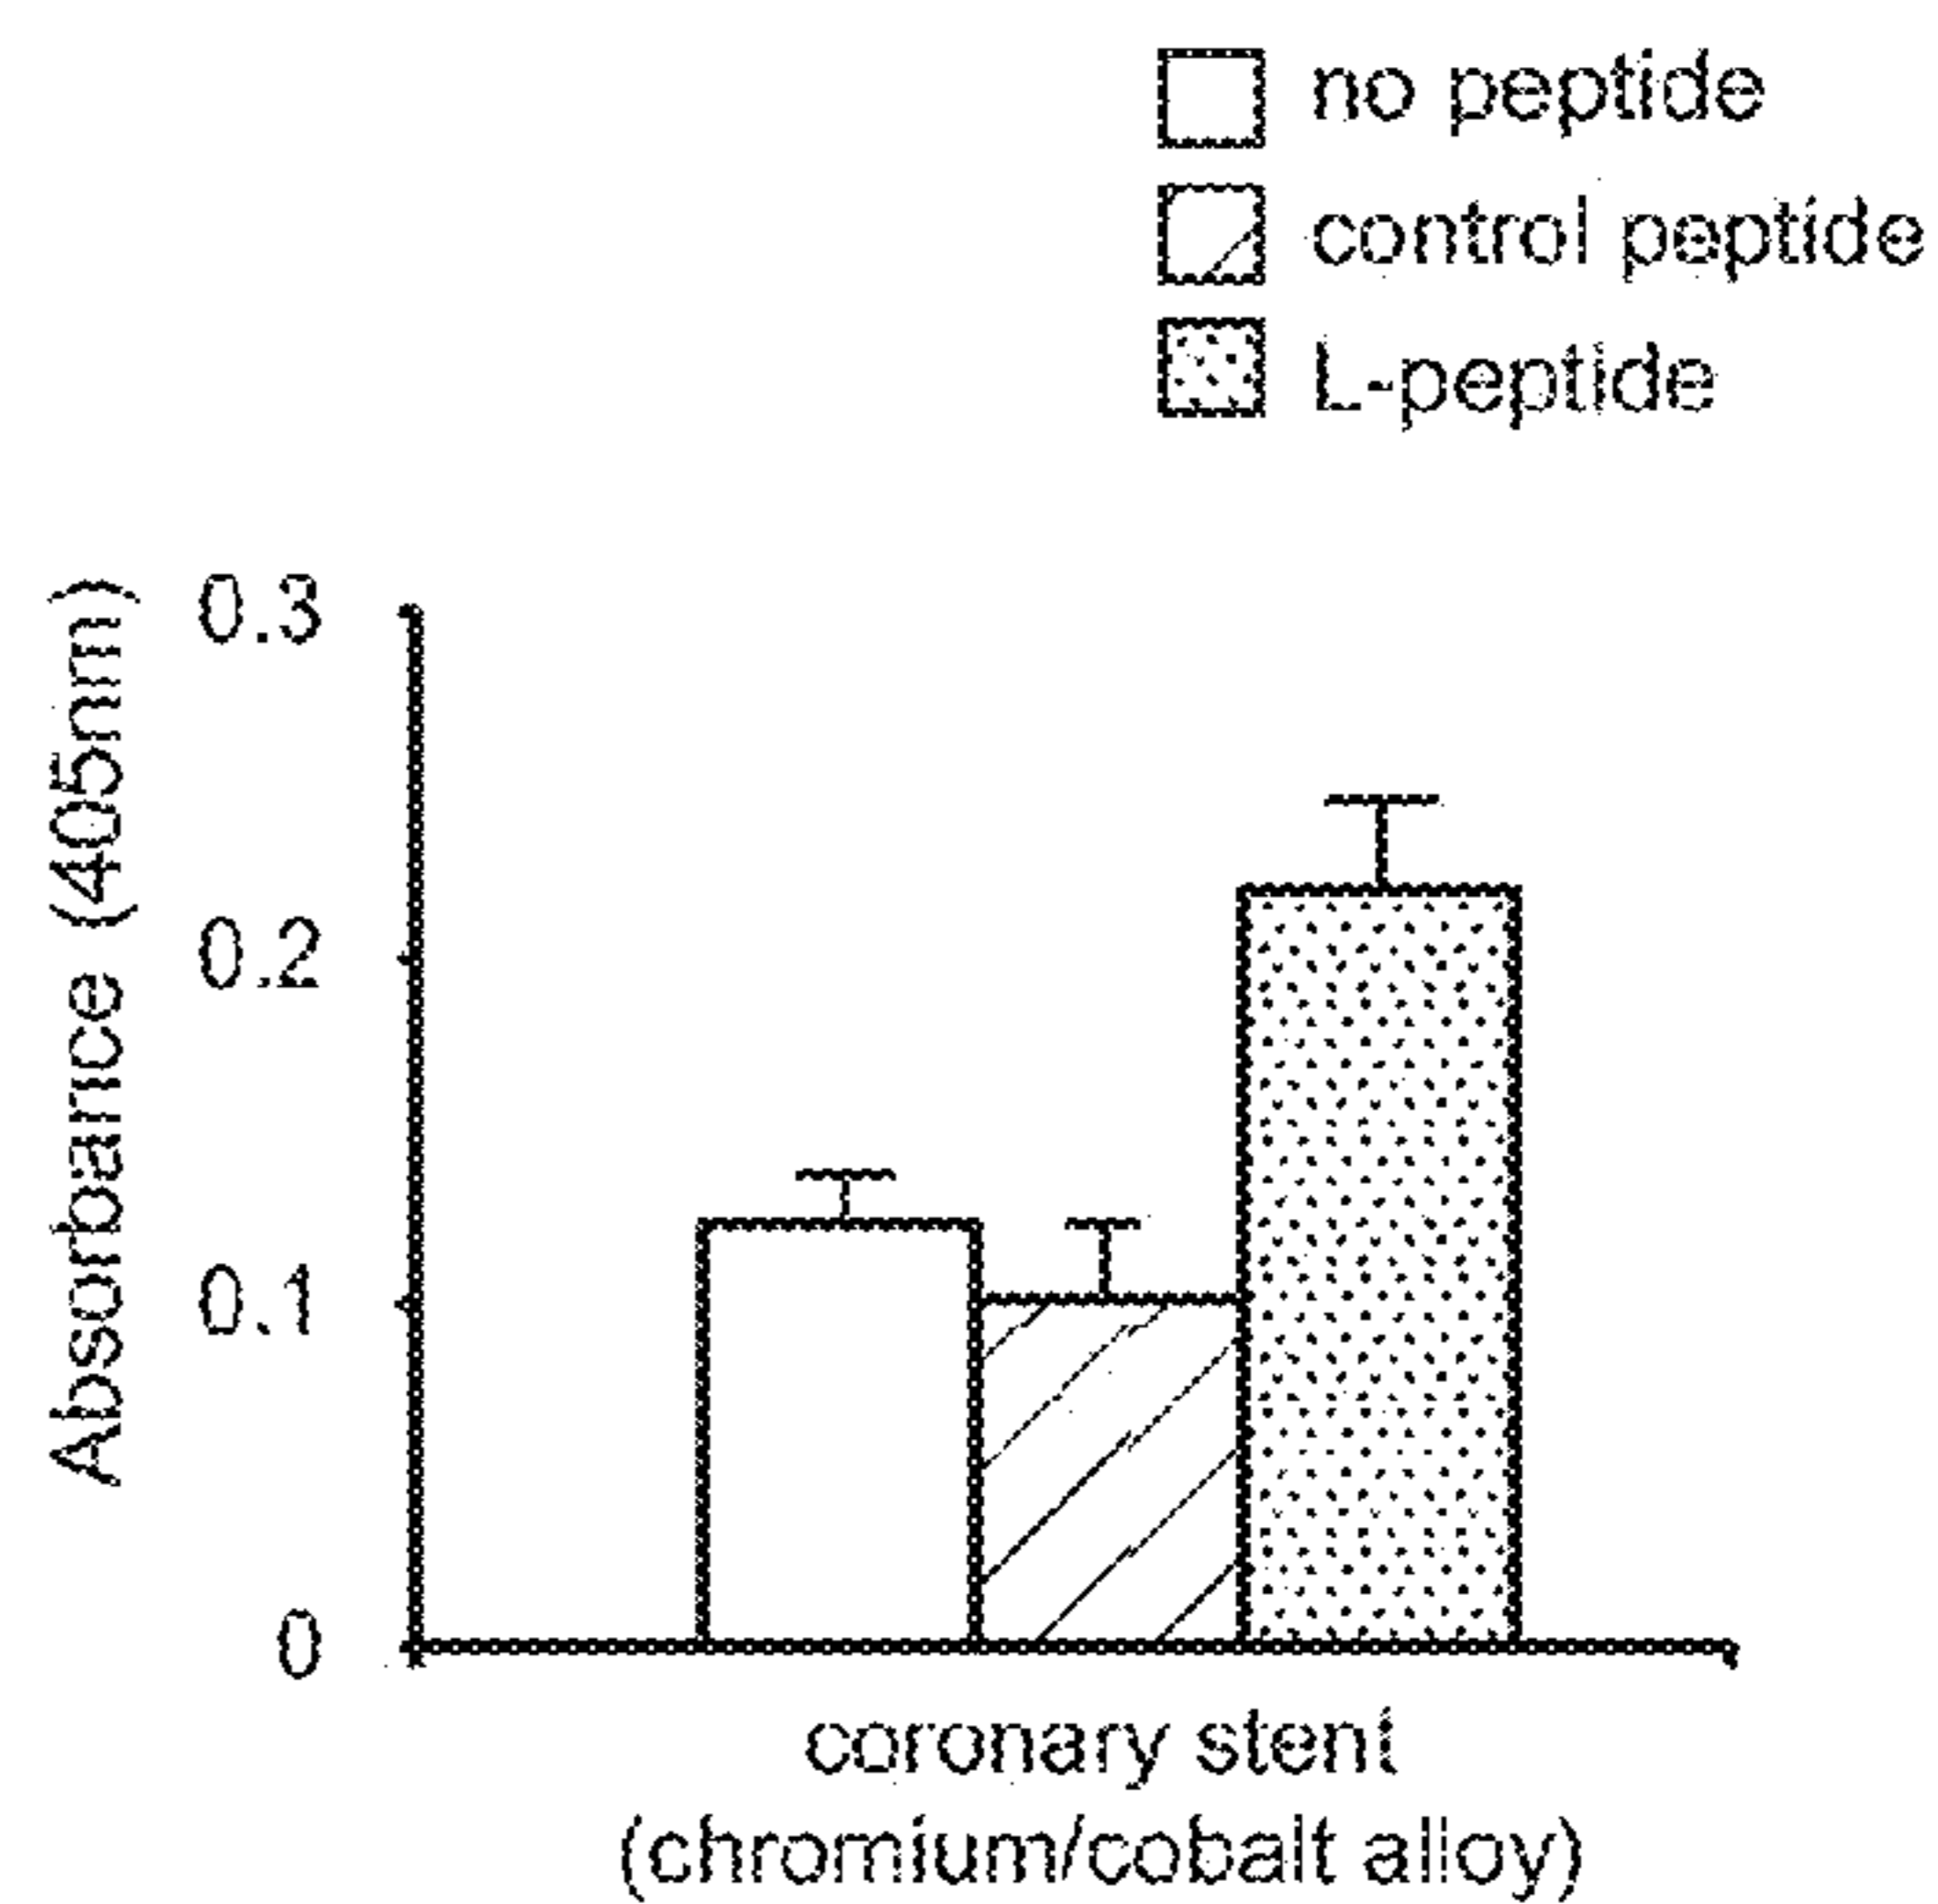 no peptide
control peptide
L-peptide
Absorbance (405nm)
0.3
0.2
0.1
0
coronary stent
(chromium/cobalt alloy)